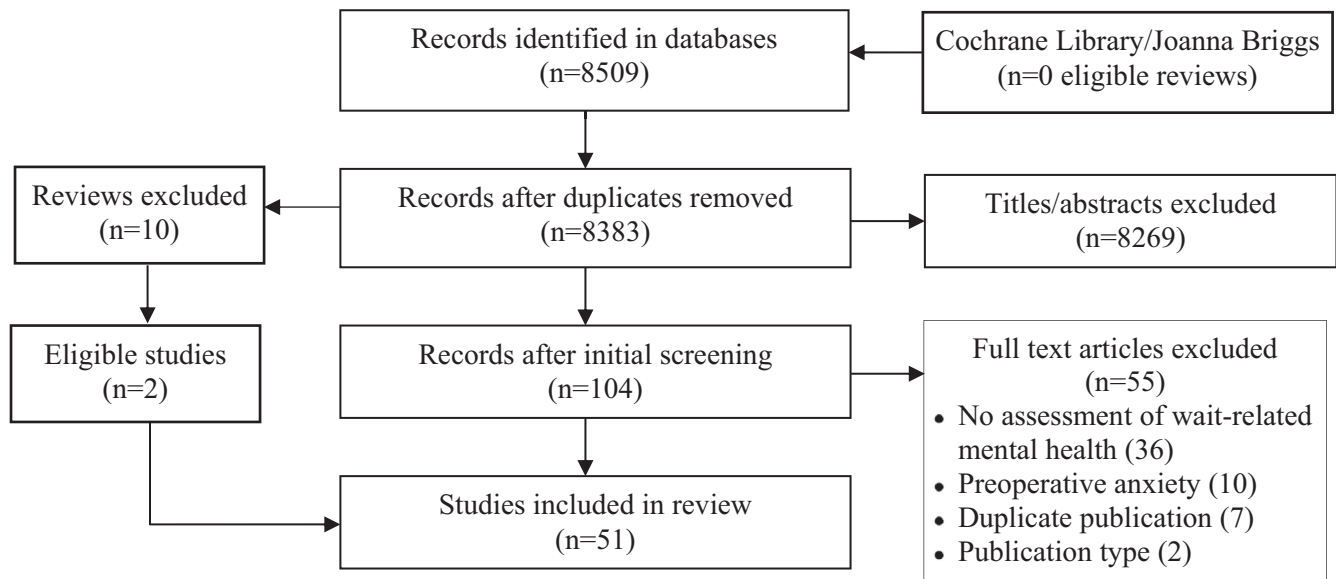 Records identified in databases
(n=8509)
Cochrane Library/Joanna Briggs
(n=0 eligible reviews)
Reviews excluded
(n=10)
Records after duplicates removed
(n=8383)
Titles/abstracts excluded
(n=8269)
Eligible studies
(n=2)
Records after initial screening
(n=104)
Full text articles excluded
(n=55)
• No assessment of wait-related
mental health (36)
• Preoperative anxiety (10)
• Duplicate publication (7)
• Publication type (2)
Studies included in review
(n=51)